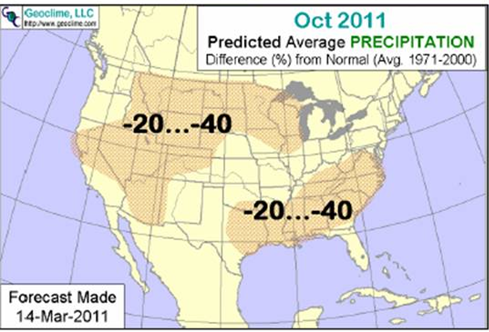 Geoclime, LLC
http://www.geoclime.com
Oct 2011
Predicted Average PRECIPITATION
Difference (%) from Normal (Avg. 1971-2000)
-20...-40
-20...-40
Forecast Made
14-Mar-2011